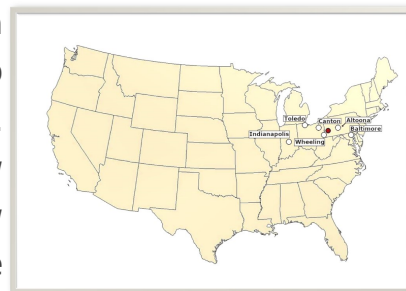 Toledo
Canton
Altoona
Baltimore
Indianapolis
Wheeling